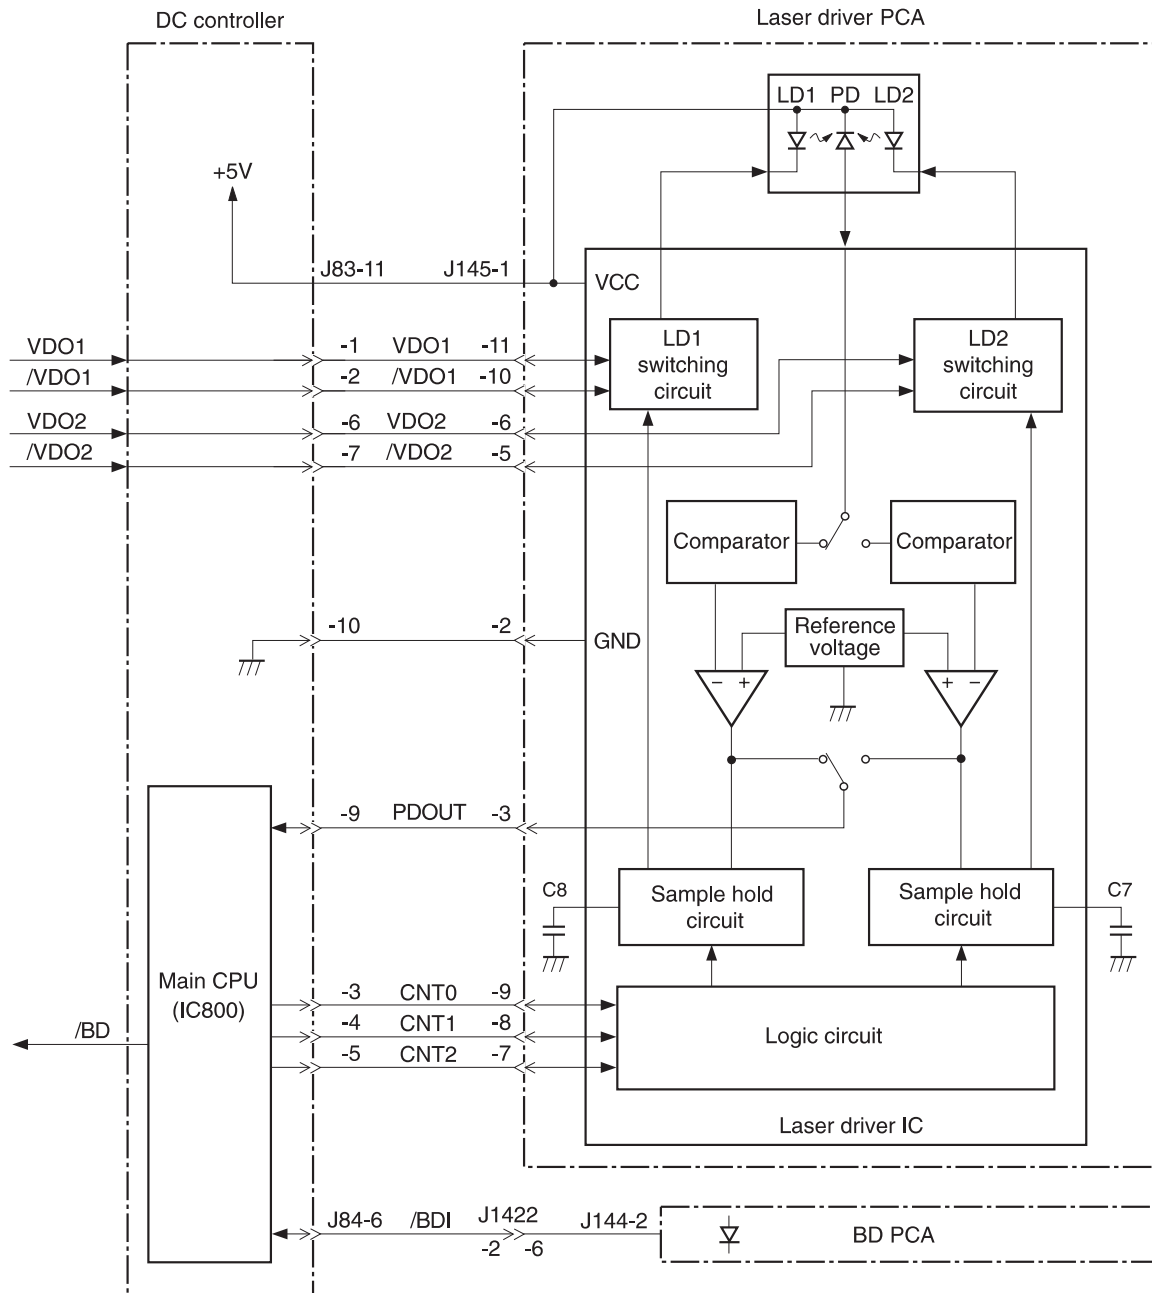 DC controller
Laser driver PCA
LD1 PD LD2
+5V
J83-11 J145-1
VCC
VDO1 -1 VDO1 -11
/VDO1 -2 /VDO1 -10
VDO2 -6 VDO2 -6
/VDO2 -7 /VDO2 -5
LD1
switching
circuit
LD2
switching
circuit
Comparator
Comparator
-10 -2
GND
Reference
voltage
− +
+ −
-9 PDOUT -3
C8
Sample hold
circuit
Sample hold
circuit
C7
Main CPU
(IC800)
/BD
-3 CNT0 -9
-4 CNT1 -8
-5 CNT2 -7
Logic circuit
Laser driver IC
J84-6 /BDI J1422 J144-2
-2 -6
BD PCA